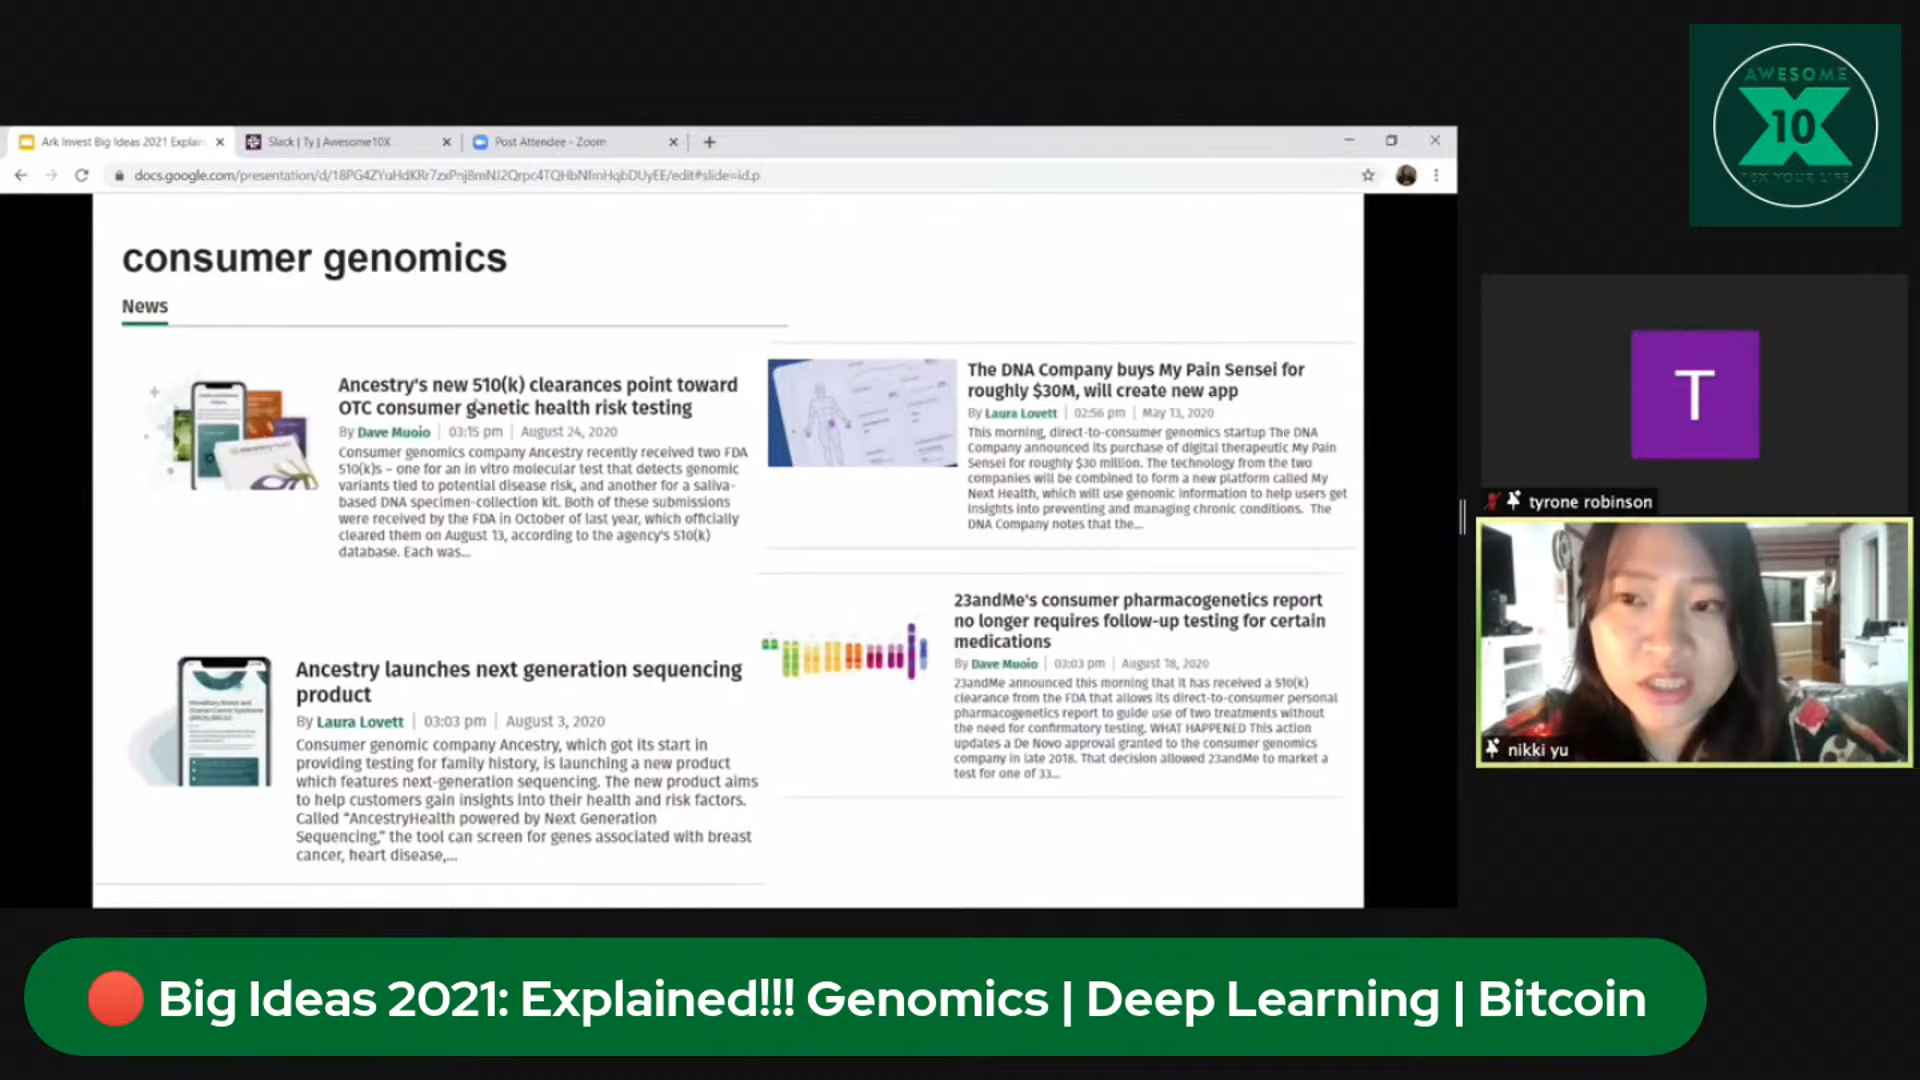 AWESOME
10
10X YOUR LIFE
Ark Invest Big Ideas 2021 Explai
Slack | Ty | Awesome10X
Post Attendee - Zoom
docs.google.com/presentation/d/18PG4ZYuHdKRr7zxPnj8mNJ2Qrpc4TQHbNfmHqbDUyEE/edit#slide=id.p
consumer genomics
News
Ancestry's new 510(k) clearances point toward
OTC consumer genetic health risk testing
By Dave Muoio | 03:15 pm | August 24, 2020
Consumer genomics company Ancestry recently received two FDA
510(k)s – one for an in vitro molecular test that detects genomic
variants tied to potential disease risk, and another for a saliva-
based DNA specimen-collection kit. Both of these submissions
were received by the FDA in October of last year, which officially
cleared them on August 13, according to the agency's 510(k)
database. Each was...
Ancestry launches next generation sequencing
product
By Laura Lovett | 03:03 pm | August 3, 2020
Consumer genomic company Ancestry, which got its start in
providing testing for family history, is launching a new product
which features next-generation sequencing. The new product aims
to help customers gain insights into their health and risk factors.
Called “AncestryHealth powered by Next Generation
Sequencing,” the tool can screen for genes associated with breast
cancer, heart disease,...
The DNA Company buys My Pain Sensei for
roughly $30M, will create new app
By Laura Lovett | 02:56 pm | May 13, 2020
This morning, direct-to-consumer genomics startup The DNA
Company announced its purchase of digital therapeutic My Pain
Sensei for roughly $30 million. The technology from the two
companies will be combined to form a new platform called My
Next Health, which will use genomic information to help users get
insights into preventing and managing chronic conditions. The
DNA Company notes that the...
23andMe's consumer pharmacogenetics report
no longer requires follow-up testing for certain
medications
By Dave Muoio | 03:03 pm | August 18, 2020
23andMe announced this morning that it has received a 510(k)
clearance from the FDA that allows its direct-to-consumer personal
pharmacogenetics report to guide use of two treatments without
the need for confirmatory testing. WHAT HAPPENED This action
updates a De Novo approval granted to the consumer genomics
company in late 2018. That decision allowed 23andMe to market a
test for one of 33...
T
tyrone robinson
nikki yu
Big Ideas 2021: Explained!!! Genomics | Deep Learning | Bitcoin